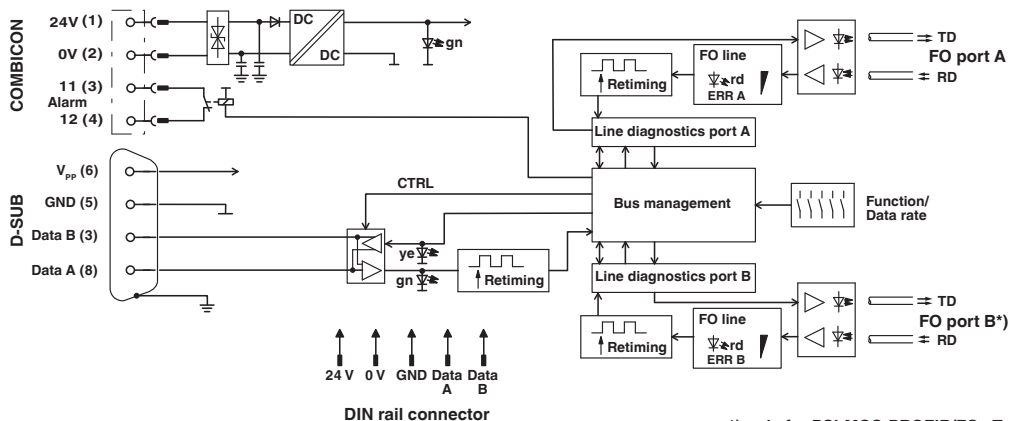 COMBICON
24V (1)
0V (2)
11 (3)
Alarm
12 (4)
DC
DC
gn
D-SUB
VPP (6)
GND (5)
Data B (3)
Data A (8)
CTRL
ye
gn
Retiming
Retiming
FO line
rd
ERR A
TD
FO port A
RD
Line diagnostics port A
Bus management
Function/
Data rate
Line diagnostics port B
Retiming
FO line
rd
ERR B
TD
FO port B*)
RD
24 V 0 V GND Data Data
A B
DIN rail connector